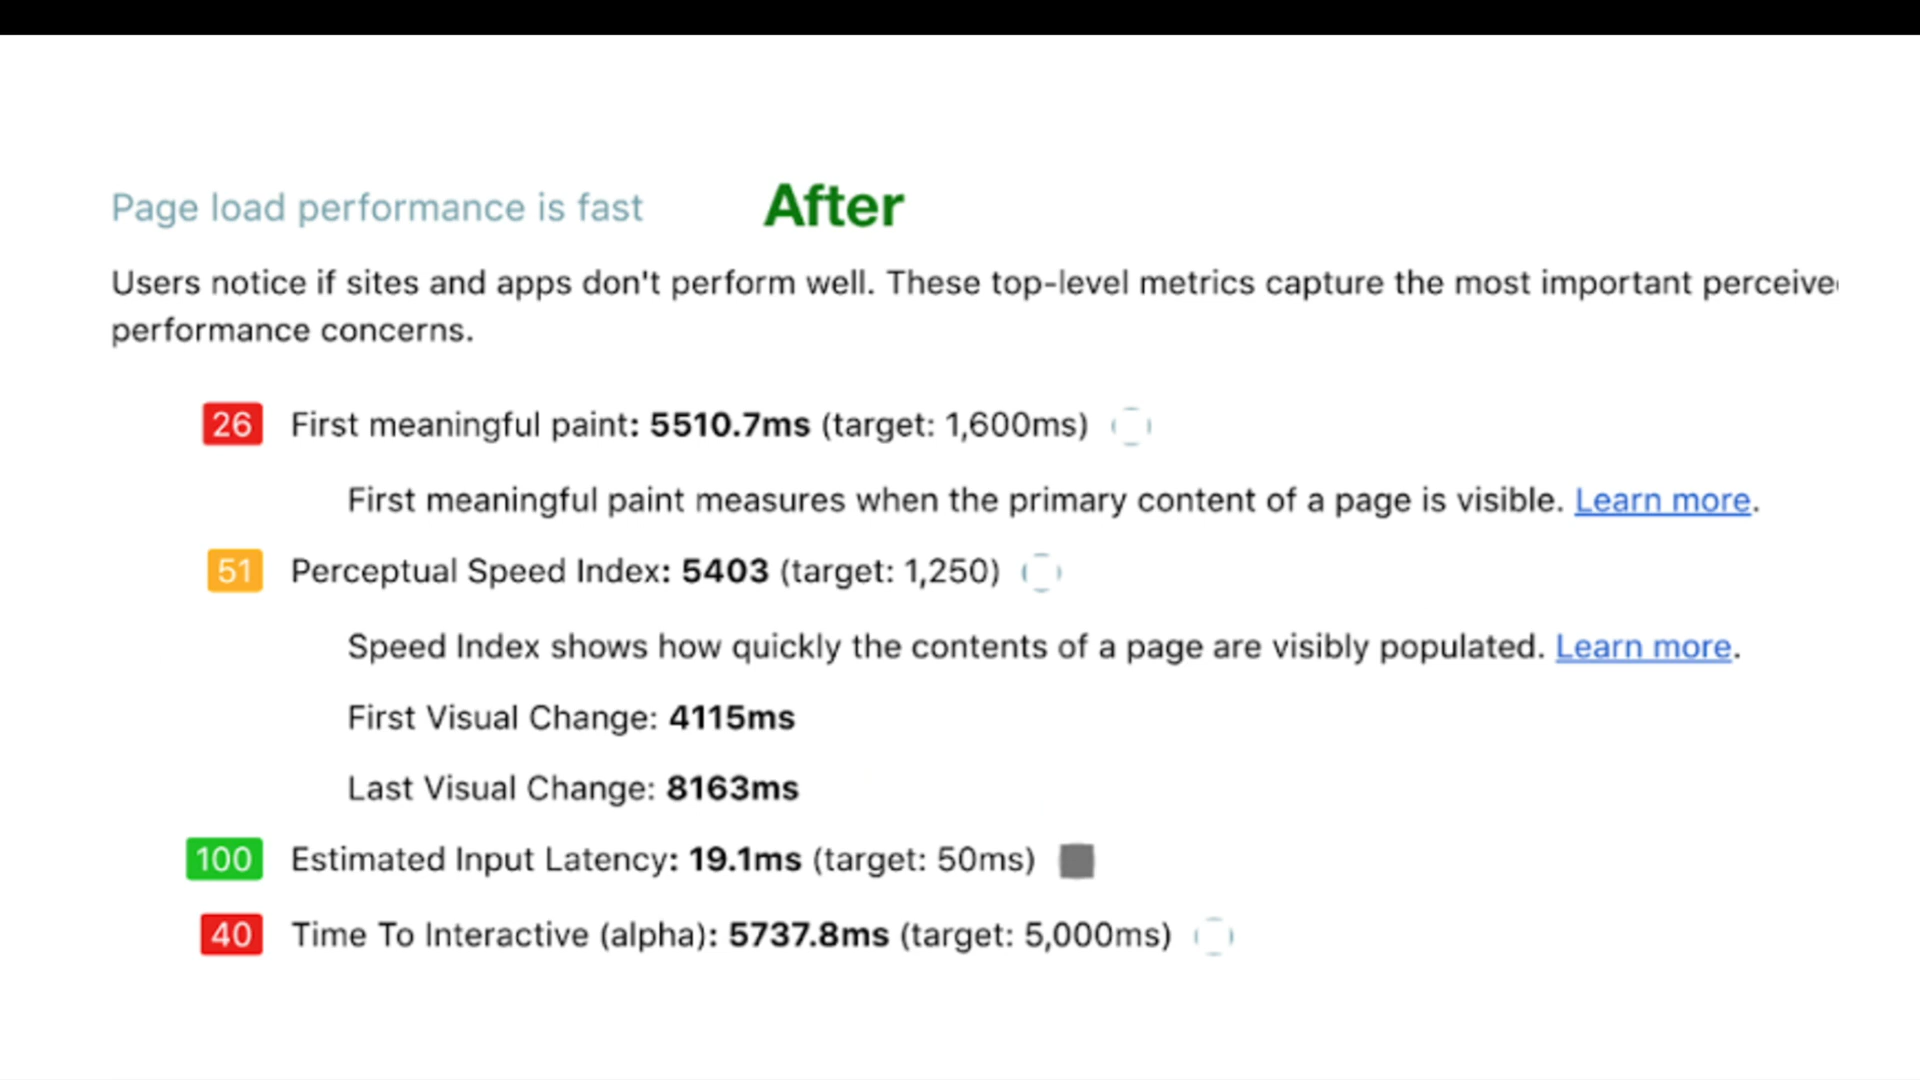 Page load performance is fast
After
Users notice if sites and apps don't perform well. These top-level metrics capture the most important perceive
performance concerns.
26 First meaningful paint: 5510.7ms (target: 1,600ms)
First meaningful paint measures when the primary content of a page is visible. Learn more.
51 Perceptual Speed Index: 5403 (target: 1,250)
Speed Index shows how quickly the contents of a page are visibly populated. Learn more.
First Visual Change: 4115ms
Last Visual Change: 8163ms
100 Estimated Input Latency: 19.1ms (target: 50ms)
40 Time To Interactive (alpha): 5737.8ms (target: 5,000ms)